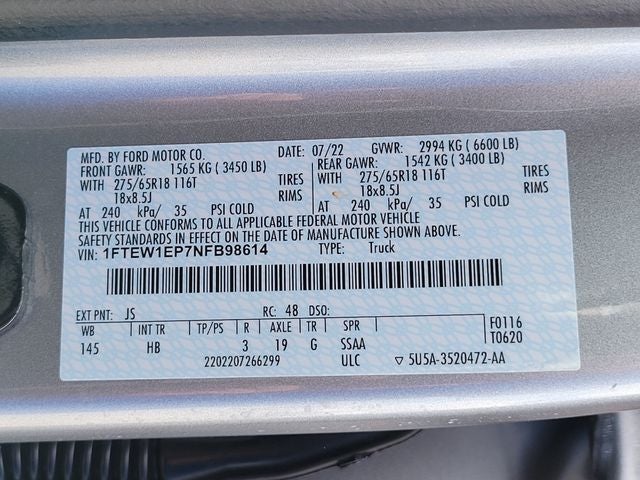 MFD. BY FORD MOTOR CO. DATE: 07/22 GVWR: 2994 KG ( 6600 LB)
FRONT GAWR: 1565 KG ( 3450 LB) REAR GAWR: 1542 KG ( 3400 LB)
WITH 275/65R18 116T TIRES WITH 275/65R18 116T TIRES
18x8.5J RIMS 18x8.5J RIMS
AT 240 kPa/ 35 PSI COLD AT 240 kPa/ 35 PSI COLD
THIS VEHICLE CONFORMS TO ALL APPLICABLE FEDERAL MOTOR VEHICLE
SAFETY STANDARDS IN EFFECT ON THE DATE OF MANUFACTURE SHOWN ABOVE.
VIN: 1FTEW1EP7NFB98614 TYPE: Truck
EXT PNT: JS RC: 48 DSO: F0116
WB INT TR TP/PS R AXLE TR SPR T0620
145 HB 3 19 G SSAA
2202207266299 ULC ▽ 5U5A-3520472-AA